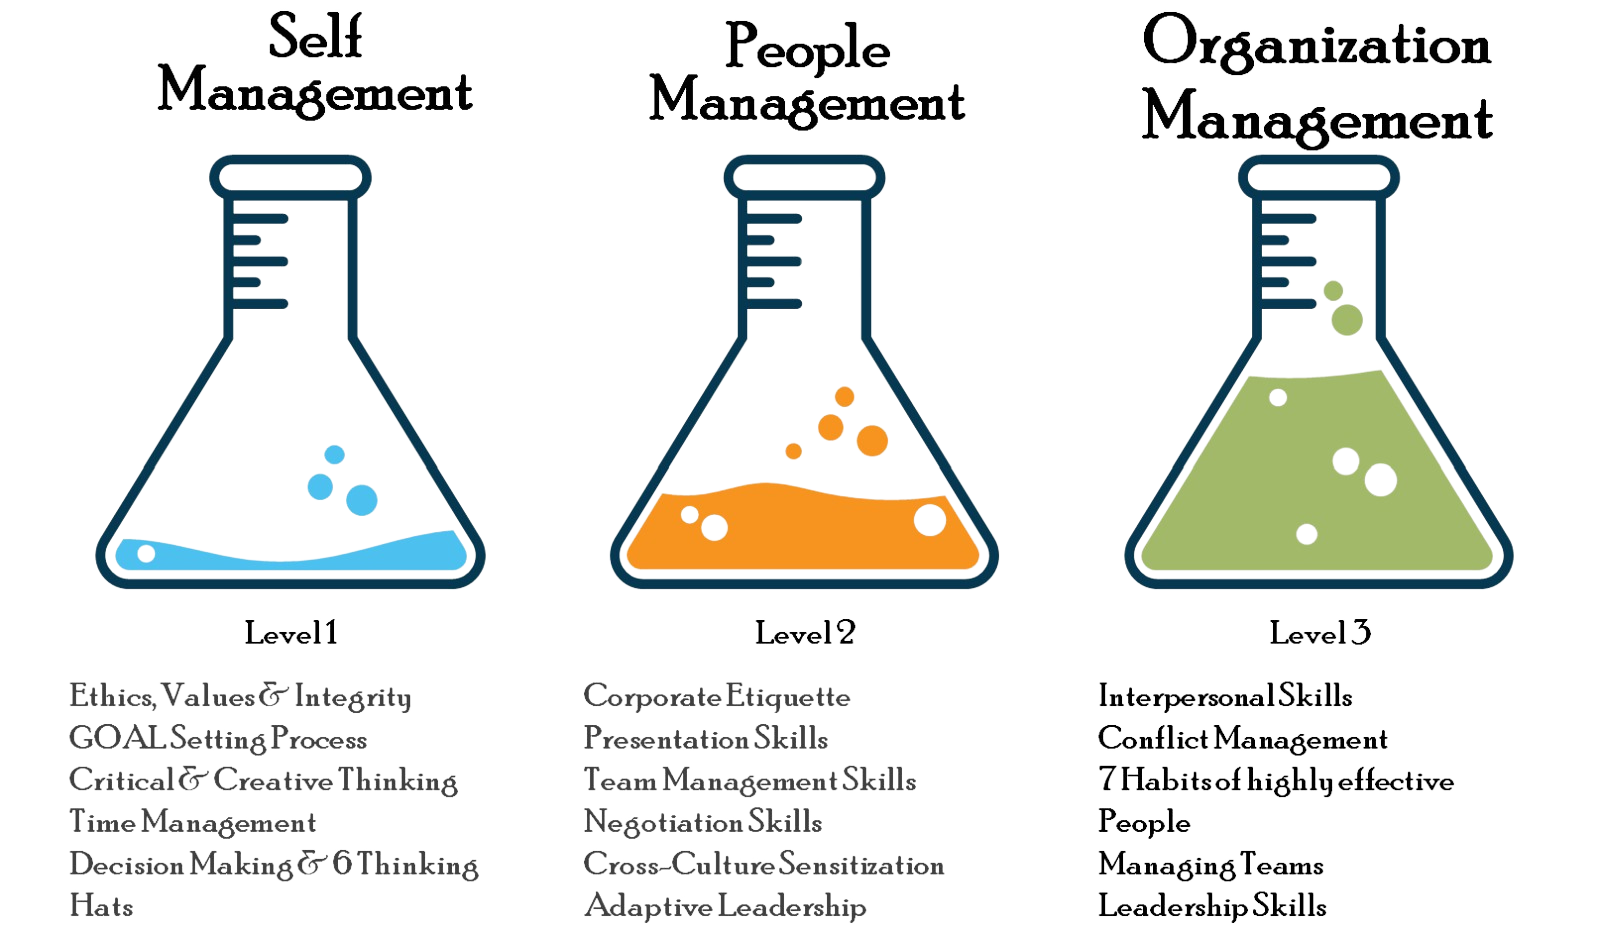 Self
Management
People
Management
Organization
Management
Level 1
Ethics, Values & Integrity
GOAL Setting Process
Critical & Creative Thinking
Time Management
Decision Making & 6 Thinking
Hats
Level 2
Corporate Etiquette
Presentation Skills
Team Management Skills
Negotiation Skills
Cross-Culture Sensitization
Adaptive Leadership
Level 3
Interpersonal Skills
Conflict Management
7 Habits of highly effective
People
Managing Teams
Leadership Skills